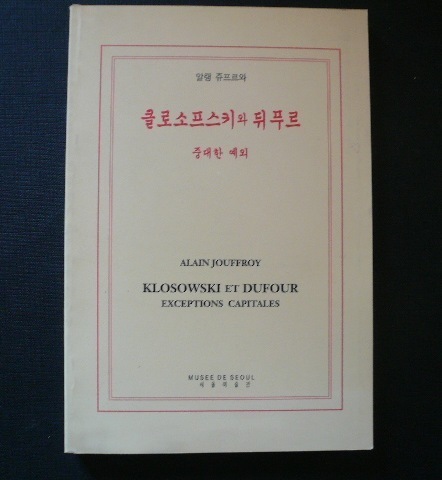 알랭 쥬프르와
클로소프스키와 뒤푸르
중대한 예외
ALAIN JOUFFROY
KLOSOWSKI ET DUFOUR
EXCEPTIONS CAPITALES
MUSEE DE SEOUL
서울미술관